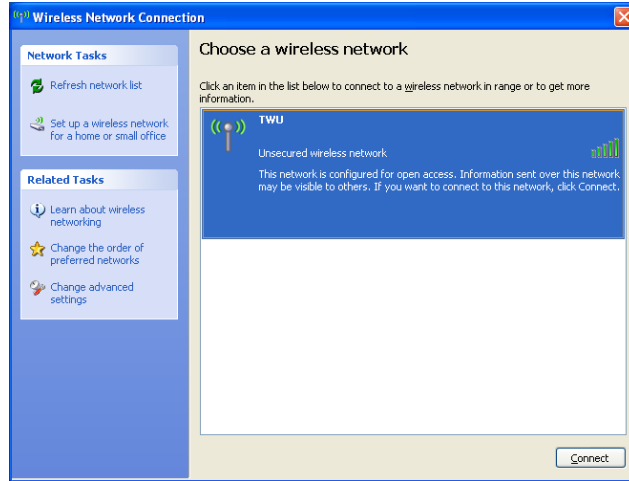 Wireless Network Connection
Network Tasks
Refresh network list
Set up a wireless network
for a home or small office
Related Tasks
Learn about wireless
networking
Change the order of
preferred networks
Change advanced
settings
Choose a wireless network
Click an item in the list below to connect to a wireless network in range or to get more
information.
TWU
Unsecured wireless network
This network is configured for open access. Information sent over this network
may be visible to others. If you want to connect to this network, click Connect.
Connect